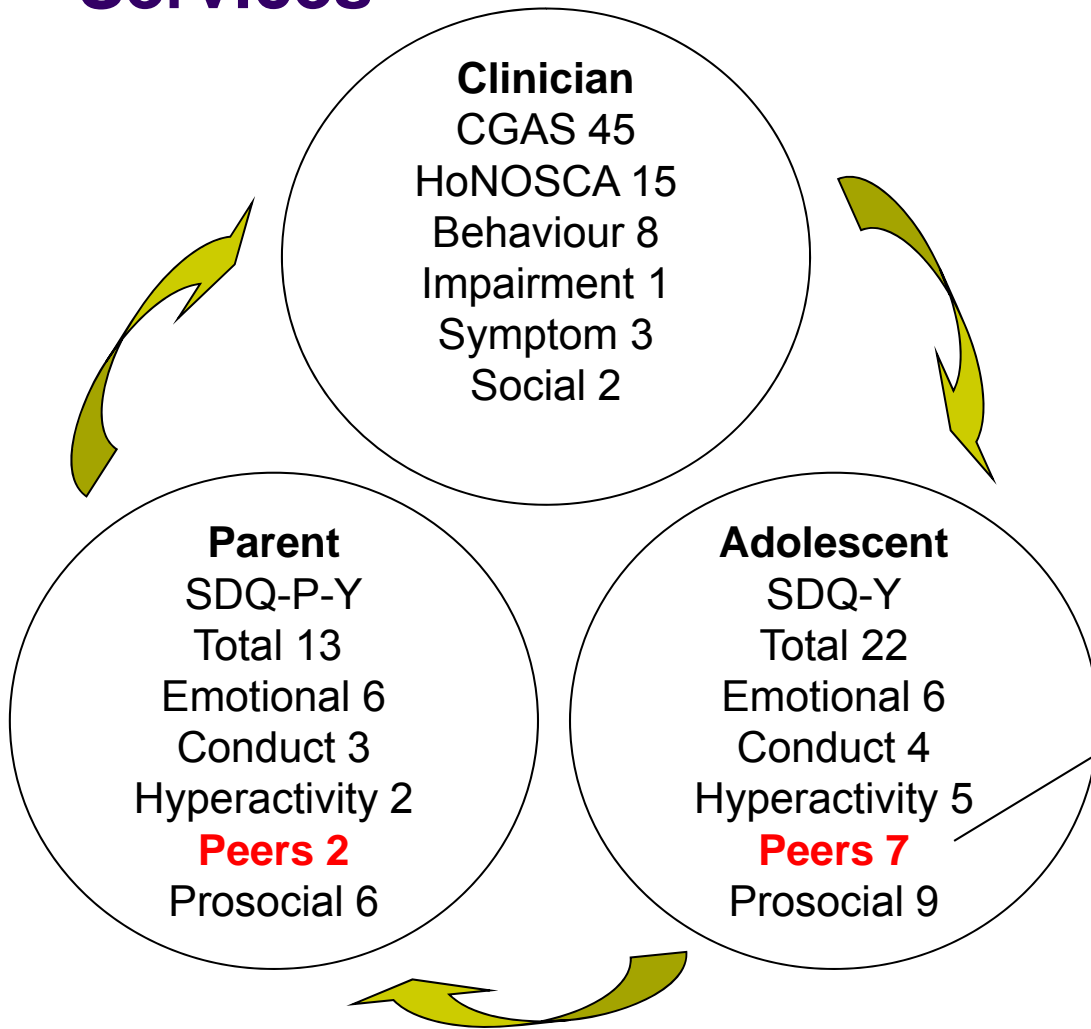 Services
Clinician
CGAS 45
HoNOSCA 15
Behaviour 8
Impairment 1
Symptom 3
Social 2
Parent
SDQ-P-Y
Total 13
Emotional 6
Conduct 3
Hyperactivity 2
Peers 2
Prosocial 6
Adolescent
SDQ-Y
Total 22
Emotional 6
Conduct 4
Hyperactivity 5
Peers 7
Prosocial 9